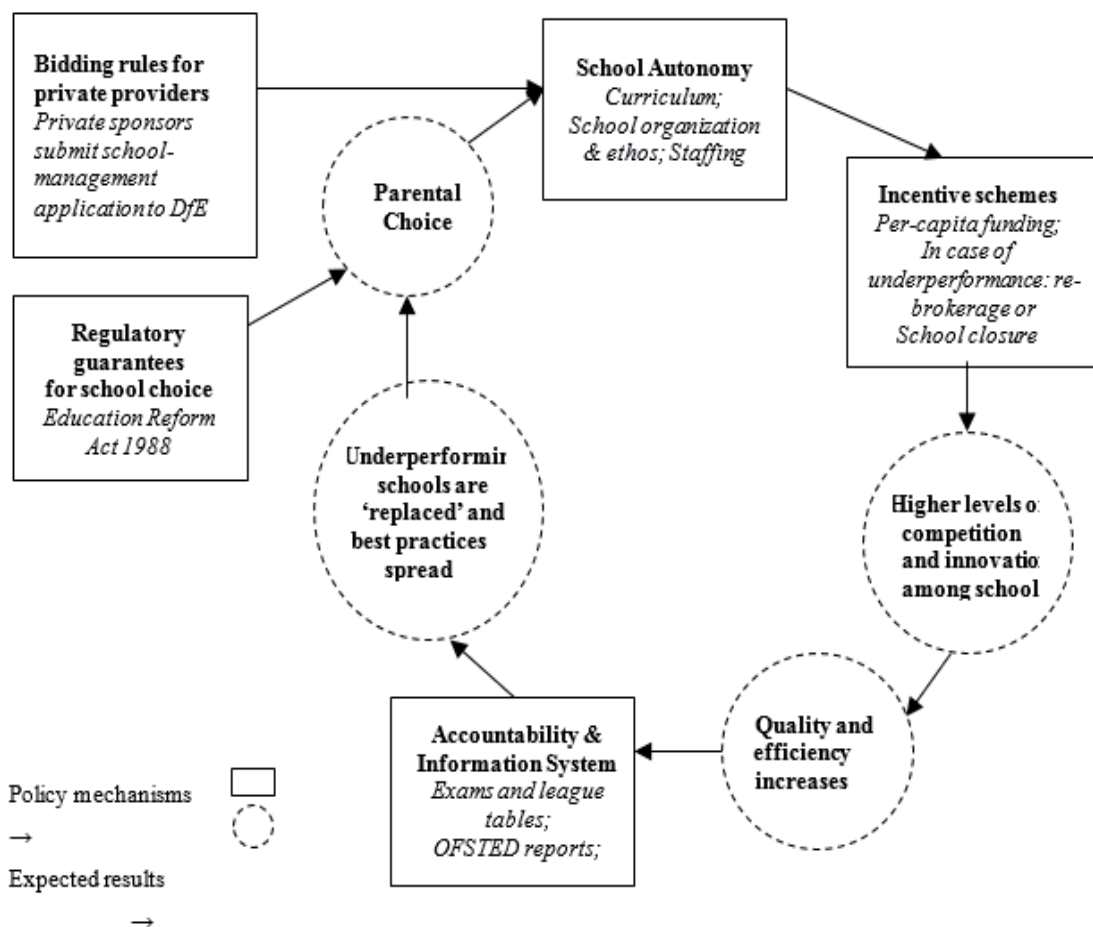 Bidding rules for
private providers
Private sponsors
submit school-
management
application to DfE
School Autonomy
Curriculum;
School organization
& ethos; Staffing
Parental
Choice
Incentive schemes
Per-capita funding;
In case of
underperformance: re-
brokerage or
School closure
Regulatory
guarantees
for school choice
Education Reform
Act 1988
Underperformin
schools are
‘replaced’ and
best practices
spread
Higher levels o
competition
and innovatio
among school
Quality and
efficiency
increases
Accountability &
Information System
Exams and league
tables;
OFSTED reports;
Policy mechanisms
→
Expected results
→